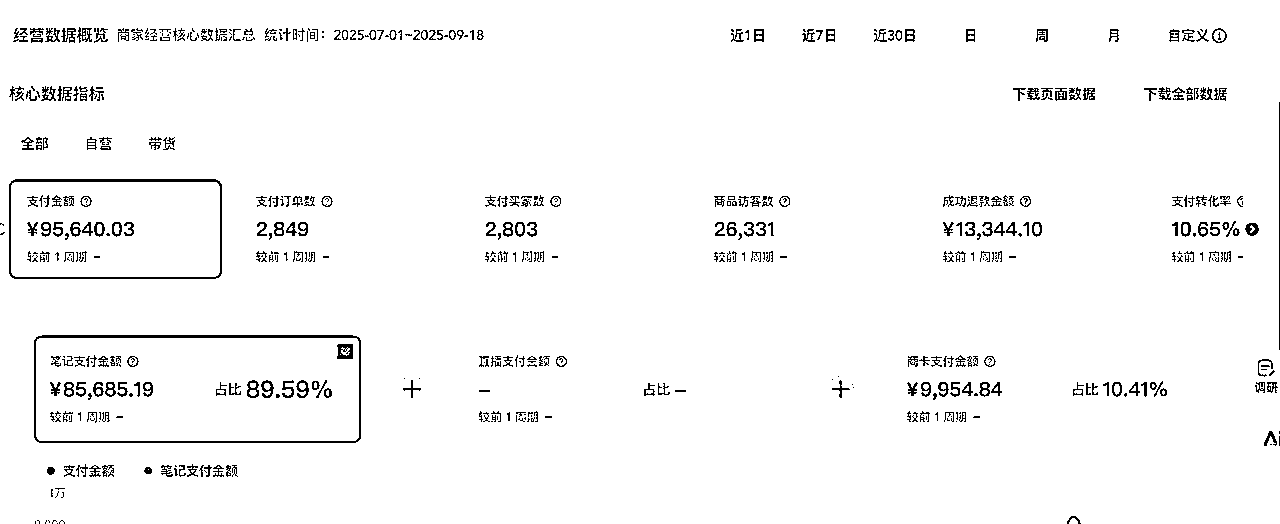 经营数据概览 商家经营核心数据汇总 统计时间：2025-07-01~2025-09-18 近1日 近7日 近30日 日 周 月 自定义
核心数据指标 下载页面数据 下载全部数据
全部 自营 带货
支付金额 支付订单数 支付买家数 商品访客数 成功退款金额 支付转化率
¥95,640.03 2,849 2,803 26,331 ¥13,344.10 10.65%
较前1周期 - 较前1周期 - 较前1周期 - 较前1周期 - 较前1周期 - 较前1周期 -
笔记支付金额 直播支付金额 商卡支付金额
¥85,685.19 占比 89.59% + - 占比 - + ¥9,954.84 占比 10.41%
较前1周期 - 较前1周期 - 较前1周期 -
调研
支付金额 笔记支付金额
1万